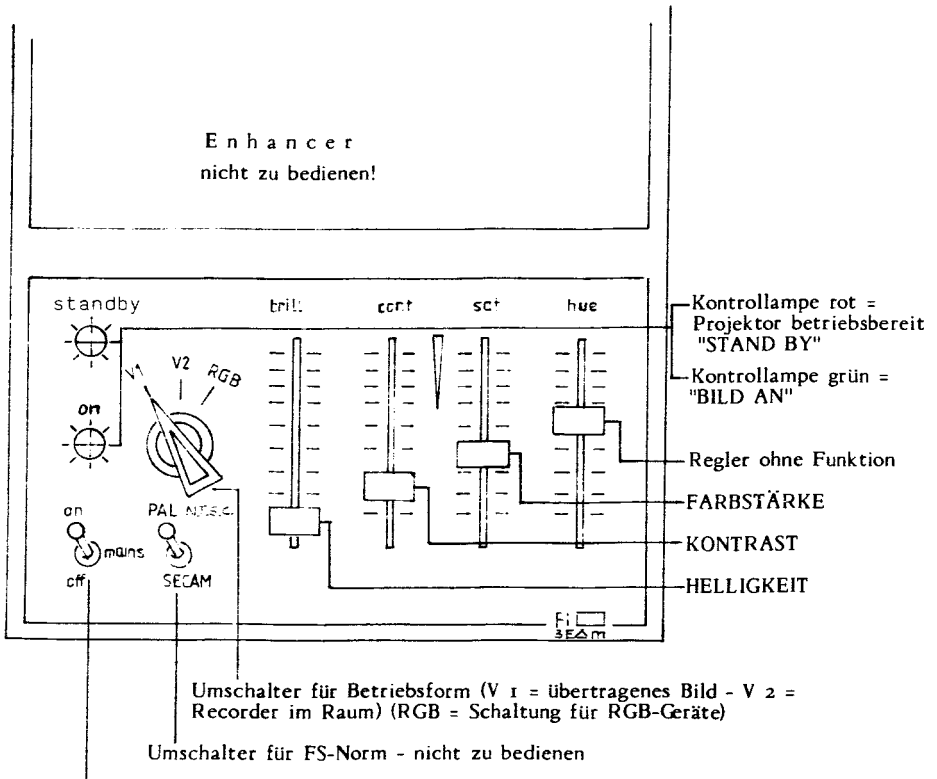 Enhancer
nicht zu bedienen!
standby
cont
sat
hue
V1
V2
RGB
on
on
mains
off
PAL N.T.S.C.
SECAM
Kontrollampe rot =
Projektor betriebsbereit
"STAND BY"
Kontrollampe grün =
"BILD AN"
Regler ohne Funktion
FARBSTÄRKE
KONTRAST
HELLIGKEIT
Umschalter für Betriebsform (V 1 = übertragenes Bild - V 2 =
Recorder im Raum) (RGB = Schaltung für RGB-Geräte)
Umschalter für FS-Norm - nicht zu bedienen